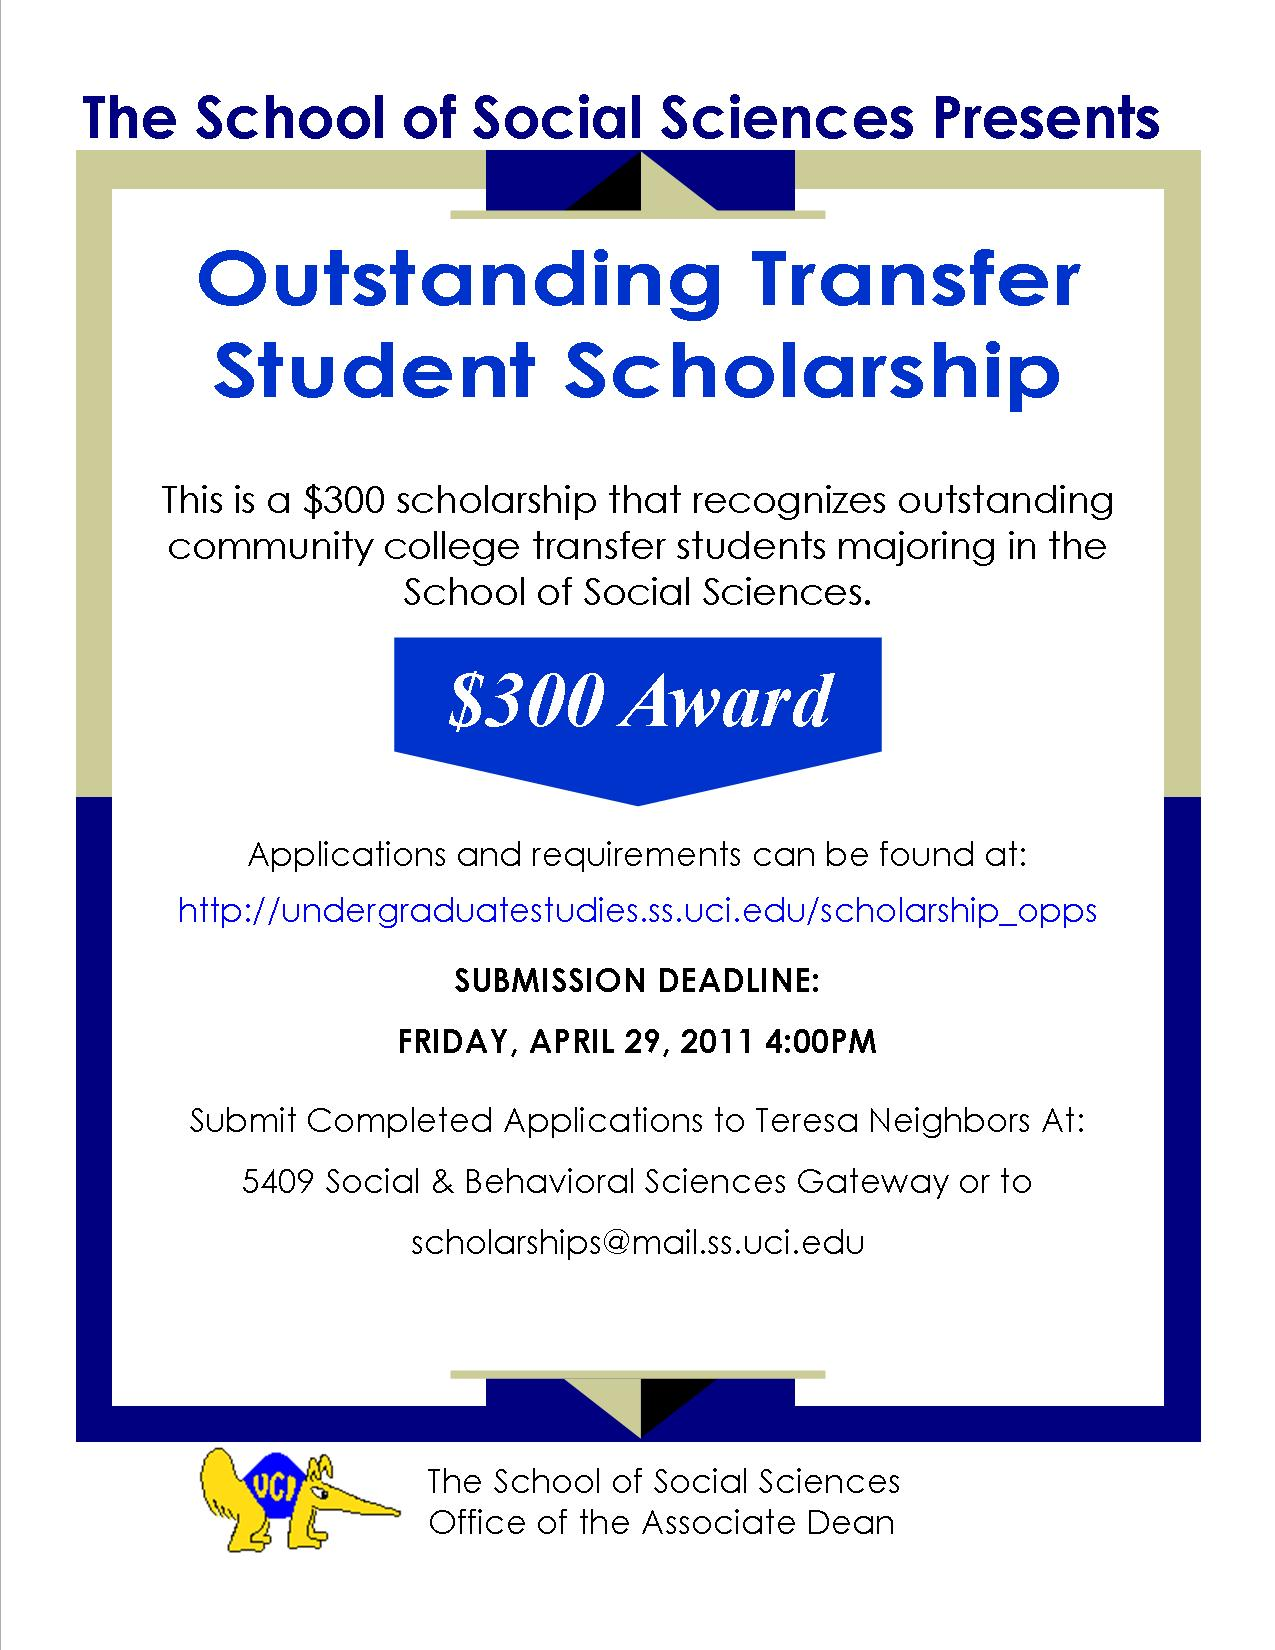 The School of Social Sciences Presents
Outstanding Transfer
Student Scholarship
This is a $300 scholarship that recognizes outstanding
community college transfer students majoring in the
School of Social Sciences.
$300 Award
Applications and requirements can be found at:
http://undergraduatestudies.ss.uci.edu/scholarship_opps
SUBMISSION DEADLINE:
FRIDAY, APRIL 29, 2011 4:00PM
Submit Completed Applications to Teresa Neighbors At:
5409 Social & Behavioral Sciences Gateway or to
scholarships@mail.ss.uci.edu
UCI
The School of Social Sciences
Office of the Associate Dean